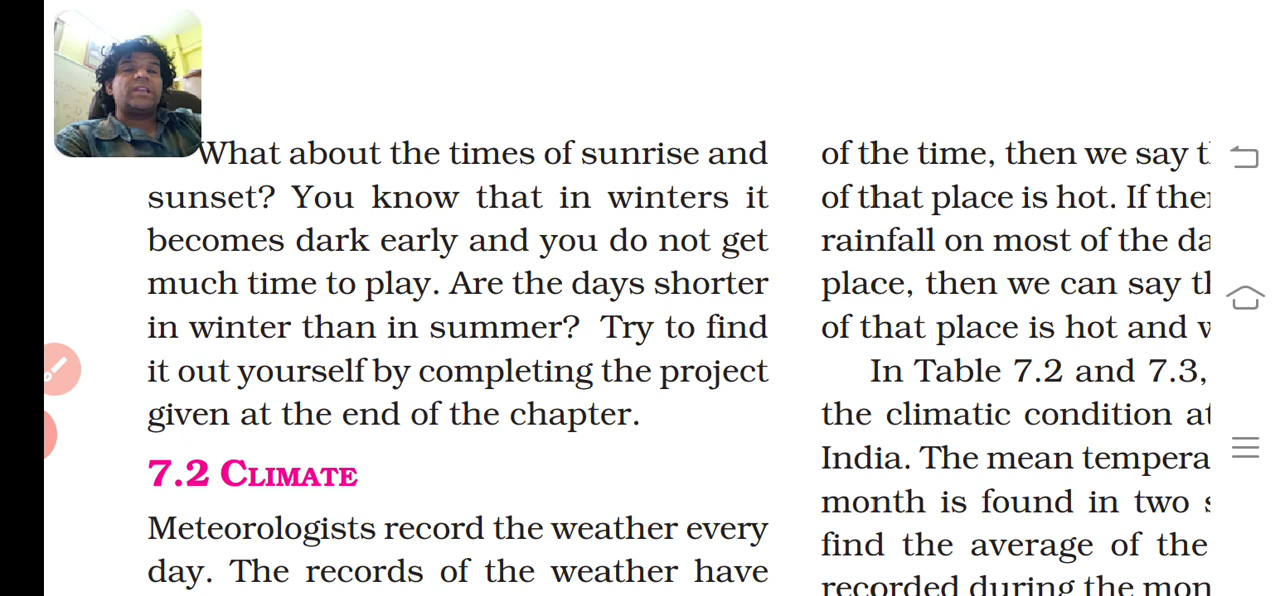 What about the times of sunrise and
sunset? You know that in winters it
becomes dark early and you do not get
much time to play. Are the days shorter
in winter than in summer? Try to find
it out yourself by completing the project
given at the end of the chapter.
7.2 CLIMATE
Meteorologists record the weather every
day. The records of the weather have
of the time, then we say
of that place is hot. If
rainfall on most of the
place, then we can say
of that place is hot and
In Table 7.2 and 7.3,
the climatic condition
India. The mean
month is found in two
find the average of the
recorded during the